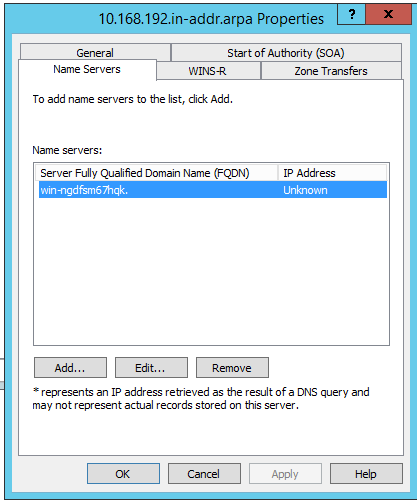 10.168.192.in-addr.arpa Properties
? x
General Start of Authority (SOA)
Name Servers WINS-R Zone Transfers
To add name servers to the list, click Add.
Name servers:
Server Fully Qualified Domain Name (FQDN) IP Address
win-ngdfsm67hqk. Unknown
Add... Edit... Remove
* represents an IP address retrieved as the result of a DNS query and
may not represent actual records stored on this server.
OK Cancel Apply Help